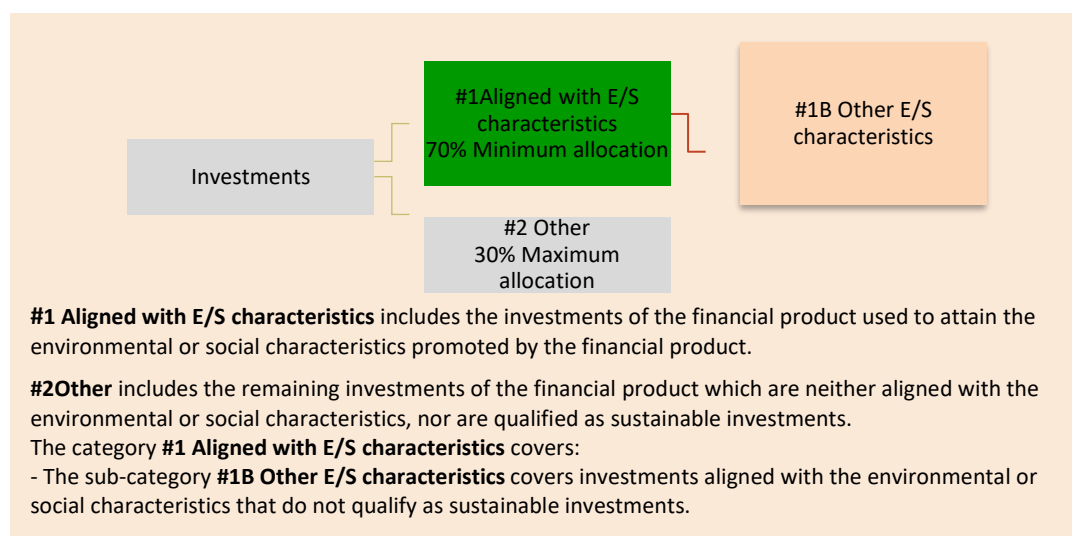 #1Aligned with E/S
characteristics
70% Minimum allocation
#1B Other E/S
characteristics
Investments
#2 Other
30% Maximum
allocation
#1 Aligned with E/S characteristics includes the investments of the financial product used to attain the
environmental or social characteristics promoted by the financial product.
#2Other includes the remaining investments of the financial product which are neither aligned with the
environmental or social characteristics, nor are qualified as sustainable investments.
The category #1 Aligned with E/S characteristics covers:
- The sub-category #1B Other E/S characteristics covers investments aligned with the environmental or
social characteristics that do not qualify as sustainable investments.